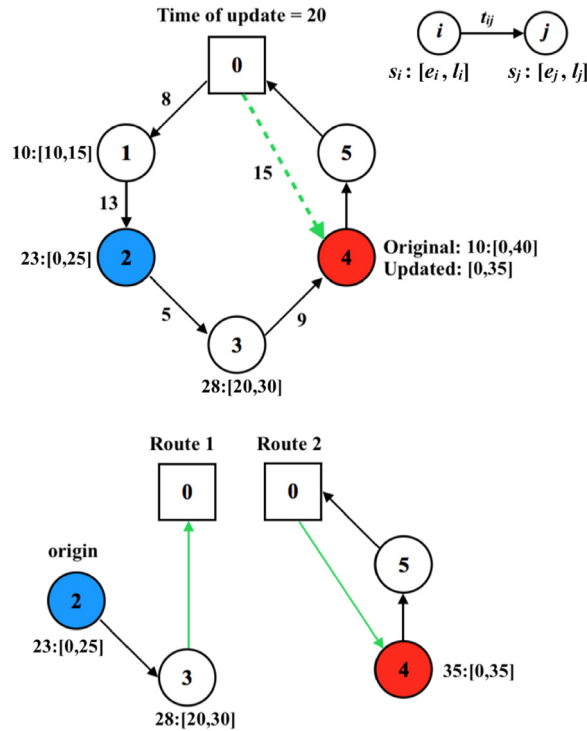 Time of update = 20
0
i
t_ij
j
s_i : [e_i , l_i]
s_j : [e_j , l_j]
8
10:[10,15]
1
15
5
13
23:[0,25]
2
4
Original: 10:[0,40]
Updated: [0,35]
5
9
3
28:[20,30]
Route 1
0
Route 2
0
origin
2
23:[0,25]
3
28:[20,30]
5
4
35:[0,35]